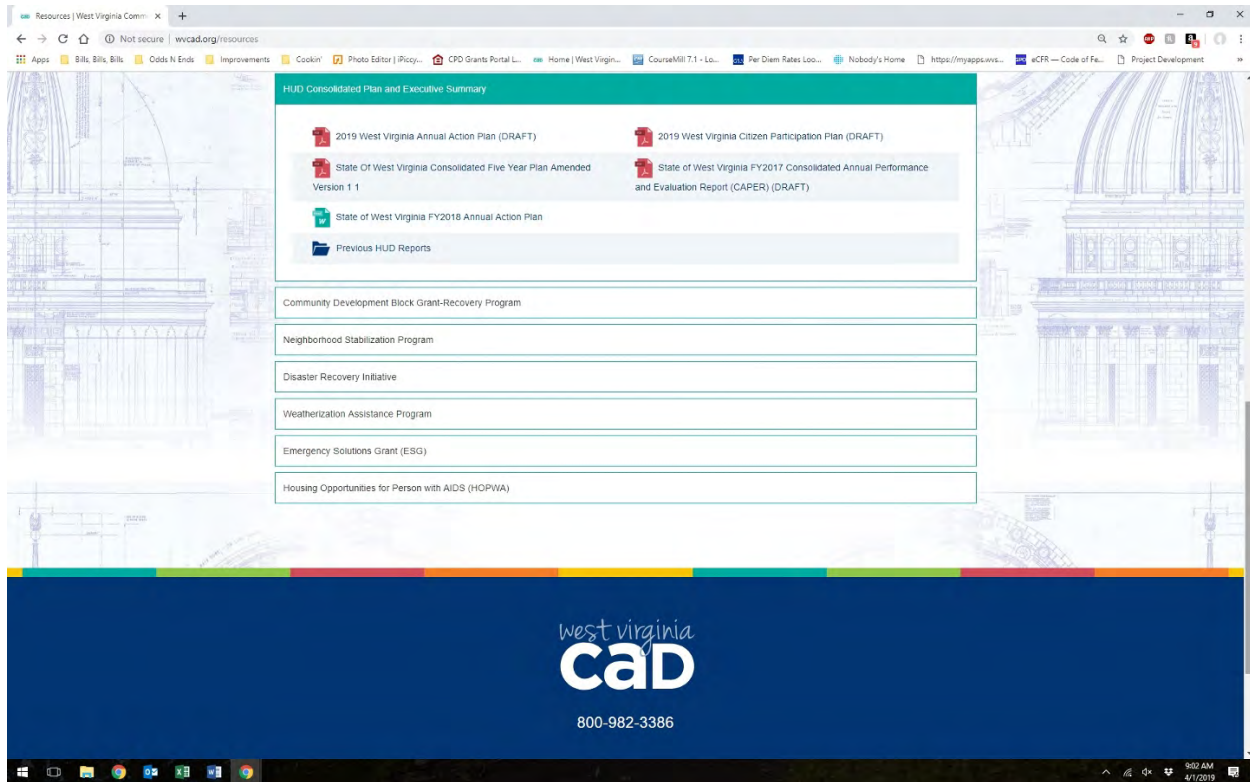 Resources | West Virginia Comm
Not secure | wvcad.org/resources
Apps Bills, Bills, Bills Odds N Ends Improvements Cookin' Photo Editor | iPiccy... CPD Grants Portal L... Home | West Virgin... CourseMill 7.1 - Lo... Per Diem Rates Loo... Nobody's Home https://myapps.wvs... eCFR — Code of Fe... Project Development »
HUD Consolidated Plan and Executive Summary
2019 West Virginia Annual Action Plan (DRAFT)
2019 West Virginia Citizen Participation Plan (DRAFT)
State Of West Virginia Consolidated Five Year Plan Amended
Version 1 1
State of West Virginia FY2017 Consolidated Annual Performance
and Evaluation Report (CAPER) (DRAFT)
State of West Virginia FY2018 Annual Action Plan
Previous HUD Reports
Community Development Block Grant-Recovery Program
Neighborhood Stabilization Program
Disaster Recovery Initiative
Weatherization Assistance Program
Emergency Solutions Grant (ESG)
Housing Opportunities for Person with AIDS (HOPWA)
west virginia
caD
800-982-3386
9:02 AM
4/1/2019